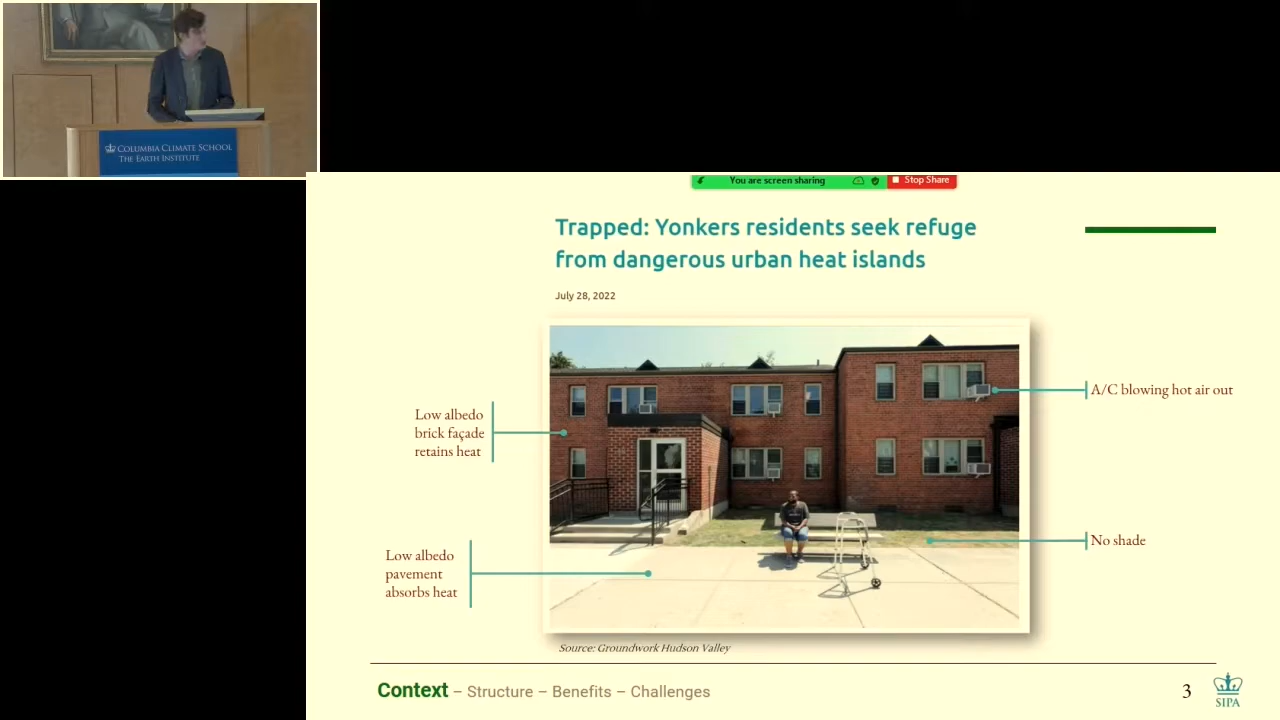 COLUMBIA CLIMATE SCHOOL
THE EARTH INSTITUTE
You are screen sharing
Stop Share
Trapped: Yonkers residents seek refuge
from dangerous urban heat islands
July 28, 2022
A/C blowing hot air out
Low albedo
brick façade
retains heat
No shade
Low albedo
pavement
absorbs heat
Source: Groundwork Hudson Valley
Context – Structure – Benefits – Challenges
3
SIPA